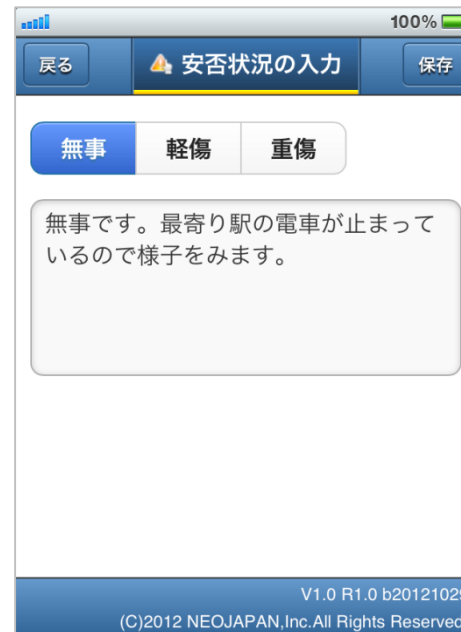 100%
戻る
安否状況の入力
保存
無事
軽傷
重傷
無事です。最寄り駅の電車が止まって
いるので様子をみます。
V1.0 R1.0 b20121029
(C)2012 NEOJAPAN,Inc.All Rights Reserved.